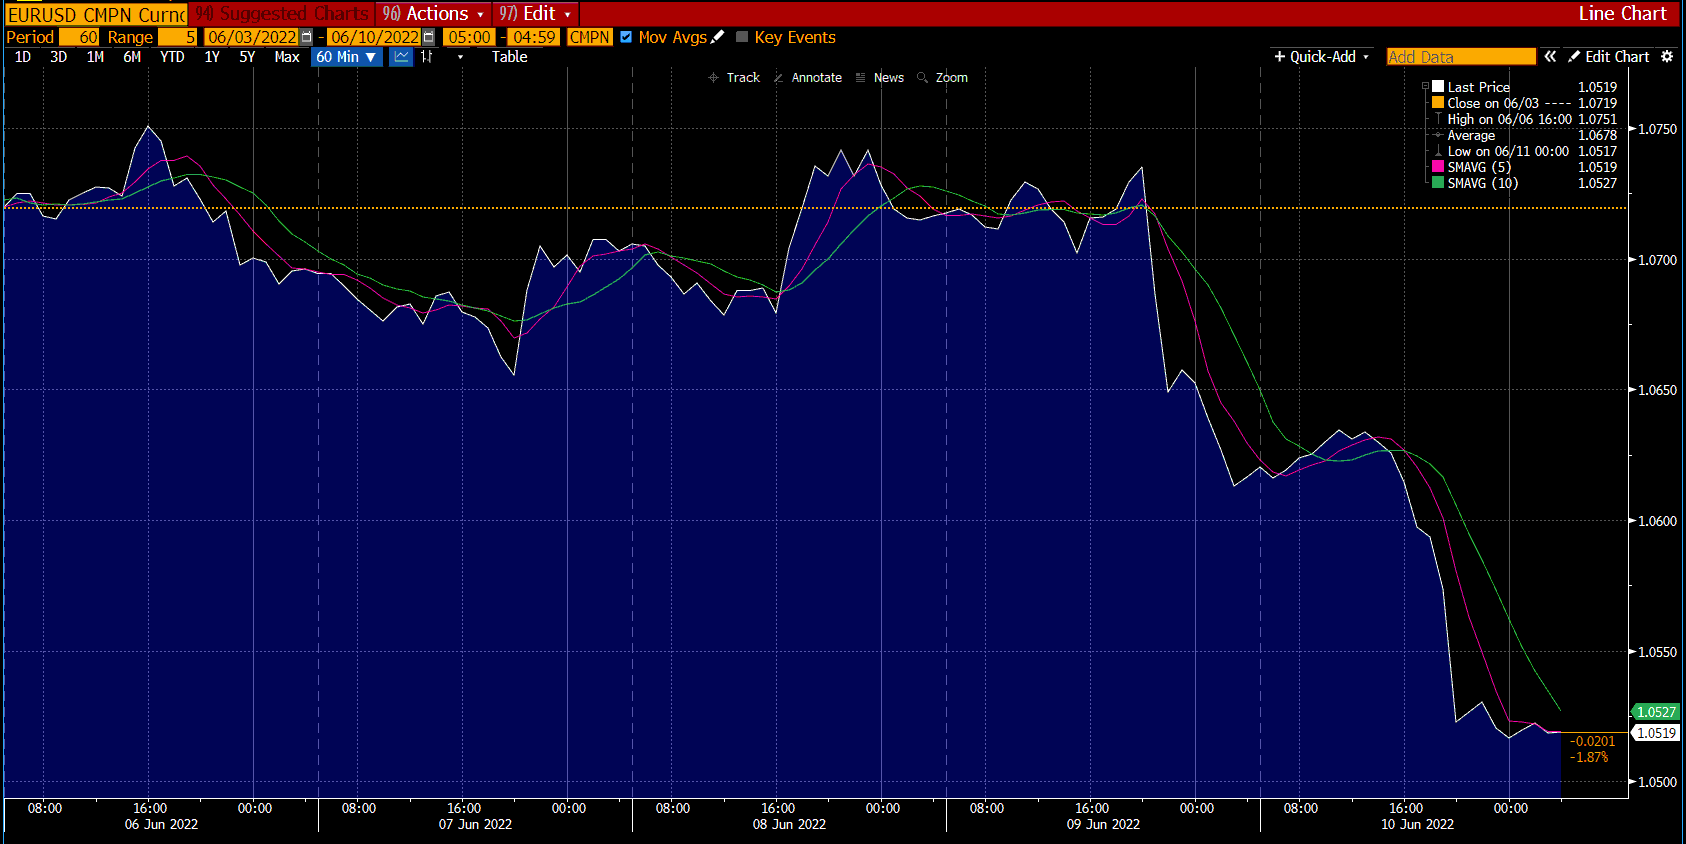 EURUSD CMPN Curnc 94) Suggested Charts 96) Actions 97) Edit Line Chart
Period 60 Range 5 06/03/2022 - 06/10/2022 05:00 - 04:59 CMPN Mov Avgs Key Events
1D 3D 1M 6M YTD 1Y 5Y Max 60 Min ▼ Table + Quick-Add Add Data « Edit Chart
Track Annotate News Zoom
Last Price 1.0519
Close on 06/03 ---- 1.0719
High on 06/06 16:00 1.0751
Average 1.0678
Low on 06/11 00:00 1.0517
SMAVG (5) 1.0519
SMAVG (10) 1.0527
1.0750
1.0700
1.0650
1.0600
1.0550
1.0527
1.0519
-0.0201
-1.87%
1.0500
08:00 16:00 00:00 08:00 16:00 00:00 08:00 16:00 00:00 08:00 16:00 00:00 08:00 16:00 00:00
06 Jun 2022 07 Jun 2022 08 Jun 2022 09 Jun 2022 10 Jun 2022